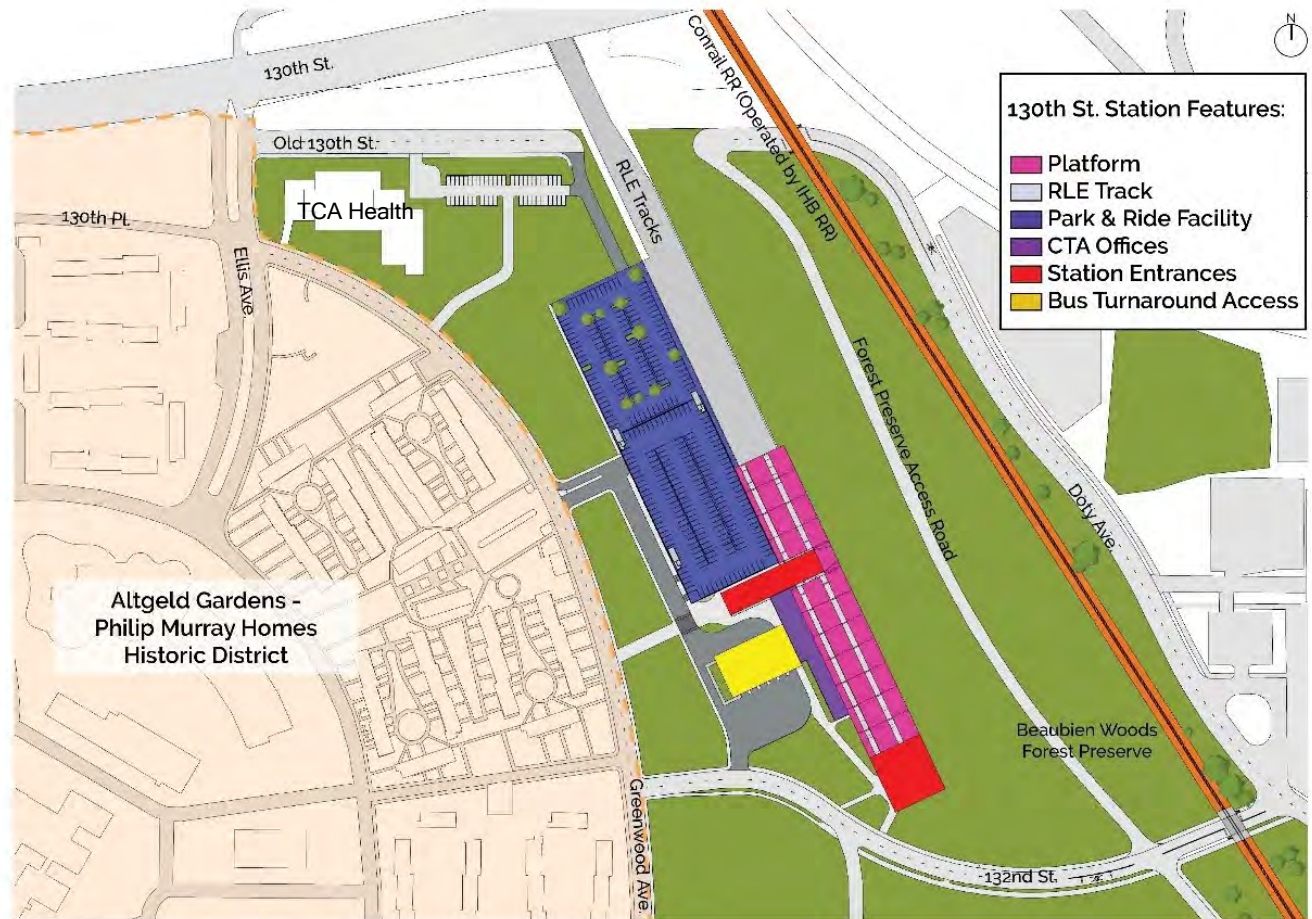 N
130th St.
Conrail RR (Operated by IHB RR)
130th St. Station Features:
Platform
RLE Track
Park & Ride Facility
CTA Offices
Station Entrances
Bus Turnaround Access
Old 130th St.
RLE Tracks
TCA Health
130th Pl.
Ellis Ave.
Forest Preserve Access Road
Doty Ave.
Altgeld Gardens -
Philip Murray Homes
Historic District
Beaubien Woods
Forest Preserve
Greenwood Ave.
132nd St.